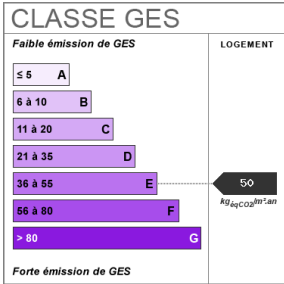 CLASSE GES
Faible émission de GES
LOGEMENT
≤ 5 A
6 à 10 B
11 à 20 C
21 à 35 D
36 à 55 E
50
kgéqCO2/m².an
56 à 80 F
> 80 G
Forte émission de GES